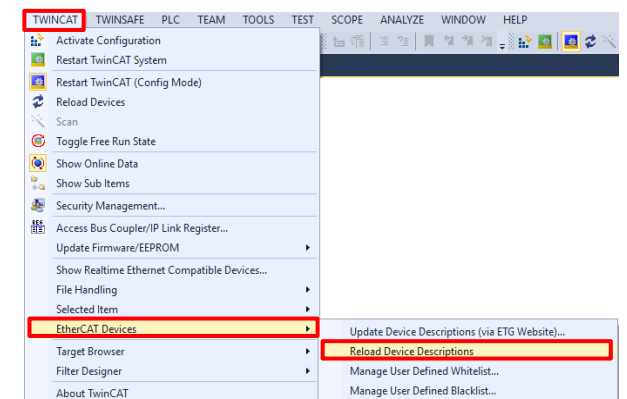 TWINCAT TWINSAFE PLC TEAM TOOLS TEST SCOPE ANALYZE WINDOW HELP
Activate Configuration
Restart TwinCAT System
Restart TwinCAT (Config Mode)
Reload Devices
Scan
Toggle Free Run State
Show Online Data
Show Sub Items
Security Management...
REG
Access Bus Coupler/IP Link Register...
Update Firmware/EEPROM
Show Realtime Ethernet Compatible Devices...
File Handling
Selected Item
EtherCAT Devices
Update Device Descriptions (via ETG Website)...
Target Browser
Reload Device Descriptions
Filter Designer
Manage User Defined Whitelist...
About TwinCAT
Manage User Defined Blacklist...